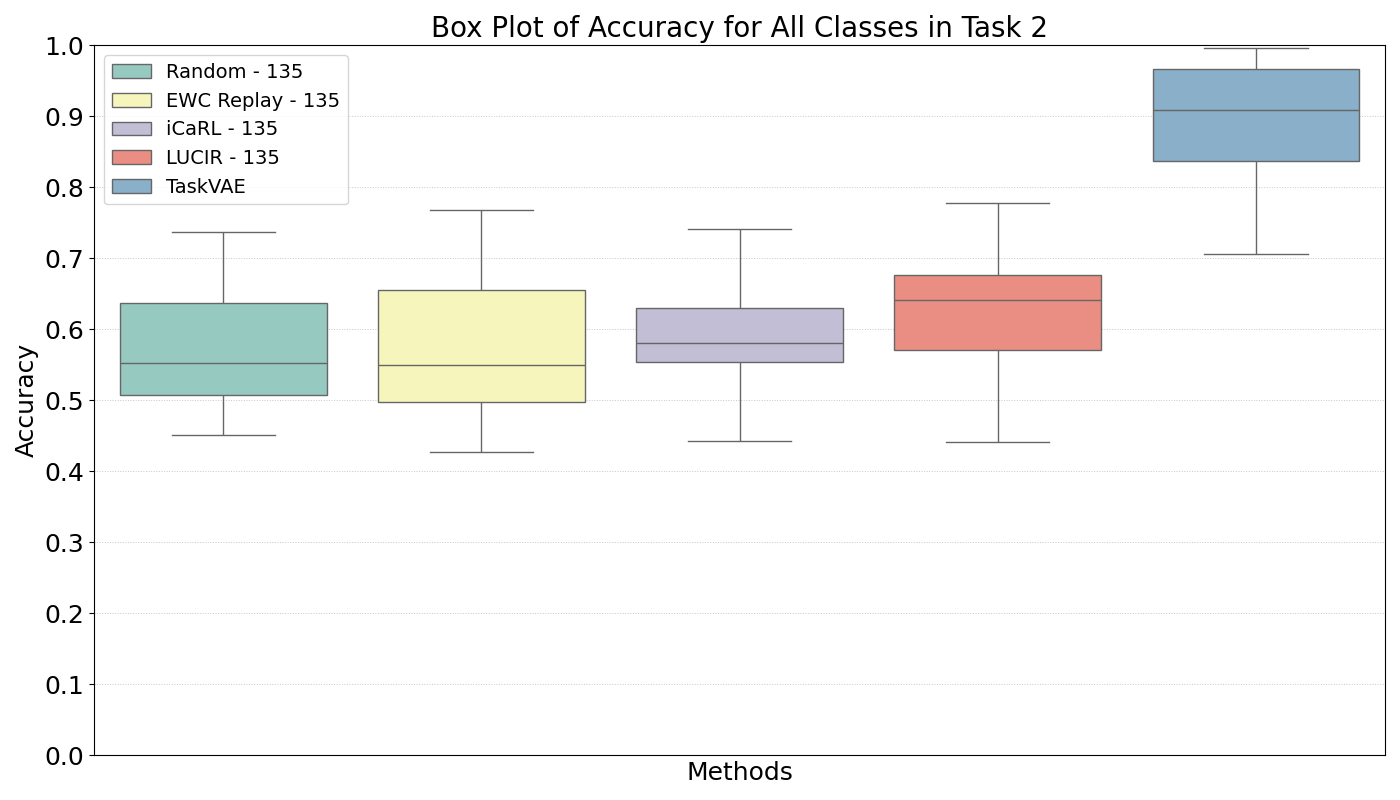 Box Plot of Accuracy for All Classes in Task 2
1.0
0.9
0.8
0.7
0.6
0.5
0.4
0.3
0.2
0.1
0.0
Accuracy
Random - 135
EWC Replay - 135
iCaRL - 135
LUCIR - 135
TaskVAE
Methods